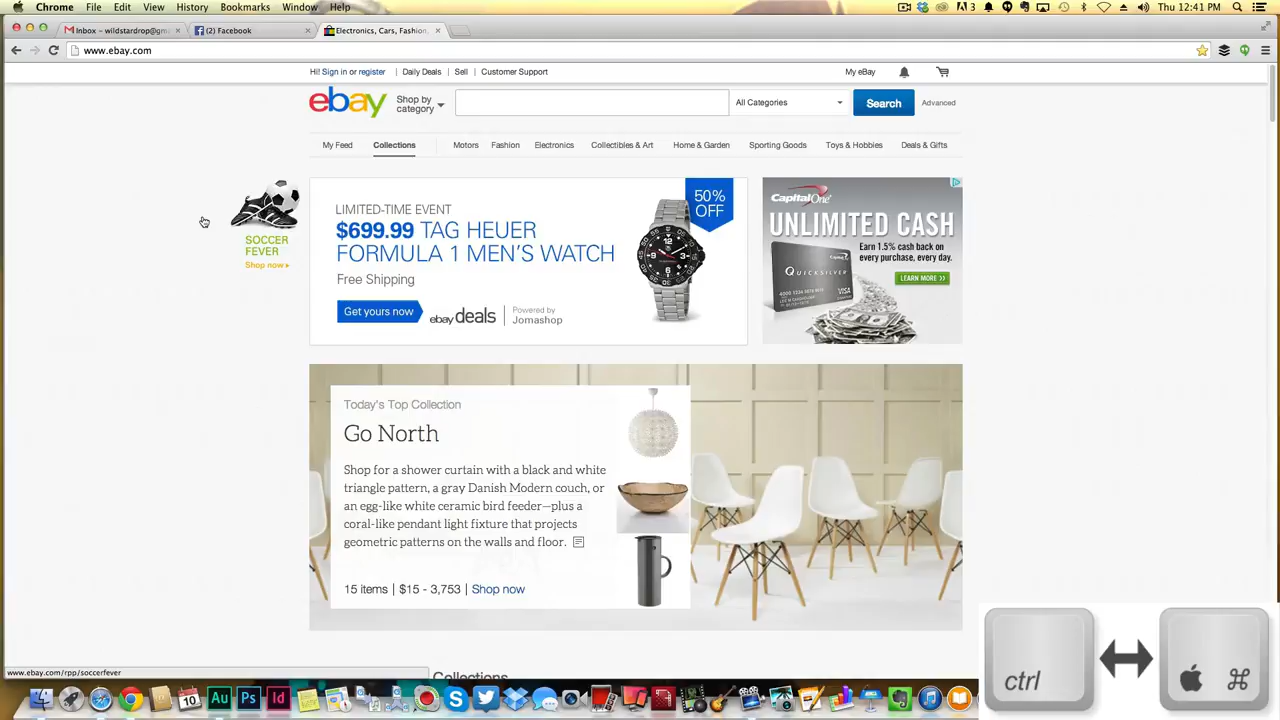 Chrome File Edit View History Bookmarks Window Help
3 Thu 12:41 PM
Inbox - wildstardrop@gm
(2) Facebook
Electronics, Cars, Fashion,
www.ebay.com
Hi! Sign in or register Daily Deals Sell Customer Support My eBay
ebay Shop by category All Categories Search Advanced
My Feed Collections Motors Fashion Electronics Collectibles & Art Home & Garden Sporting Goods Toys & Hobbies Deals & Gifts
SOCCER
FEVER
Shop now
LIMITED-TIME EVENT
$699.99 TAG HEUER
FORMULA 1 MEN'S WATCH
Free Shipping
Get yours now
ebay deals
Powered by
Jomashop
50%
OFF
CapitalOne
UNLIMITED CASH
Earn 1.5% cash back on
every purchase, every day.
LEARN MORE >>
QUICKSILVER
VISA
Today's Top Collection
Go North
Shop for a shower curtain with a black and white
triangle pattern, a gray Danish Modern couch, or
an egg-like white ceramic bird feeder—plus a
coral-like pendant light fixture that projects
geometric patterns on the walls and floor.
15 items | $15 - 3,753 | Shop now
Collections
www.ebay.com/rpp/soccerfever
10
Au
Ps
Id
ctrl
⌘